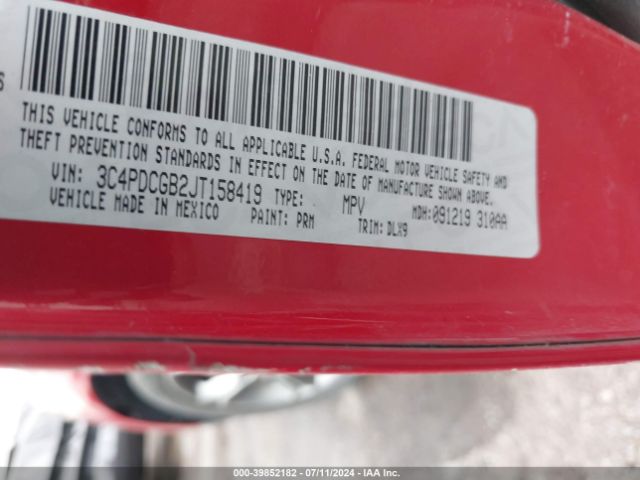 S
THIS VEHICLE CONFORMS TO ALL APPLICABLE U.S.A. FEDERAL MOTOR VEHICLE SAFETY AND
THEFT PREVENTION STANDARDS IN EFFECT ON THE DATE OF MANUFACTURE SHOWN ABOVE.
VIN: 3C4PDCGB2JT158419 TYPE: MPV MDH:091219 310AA
VEHICLE MADE IN MEXICO PAINT: PRM TRIM: DLX9
000-39852182 / 07/11/2024 / IAA Inc.